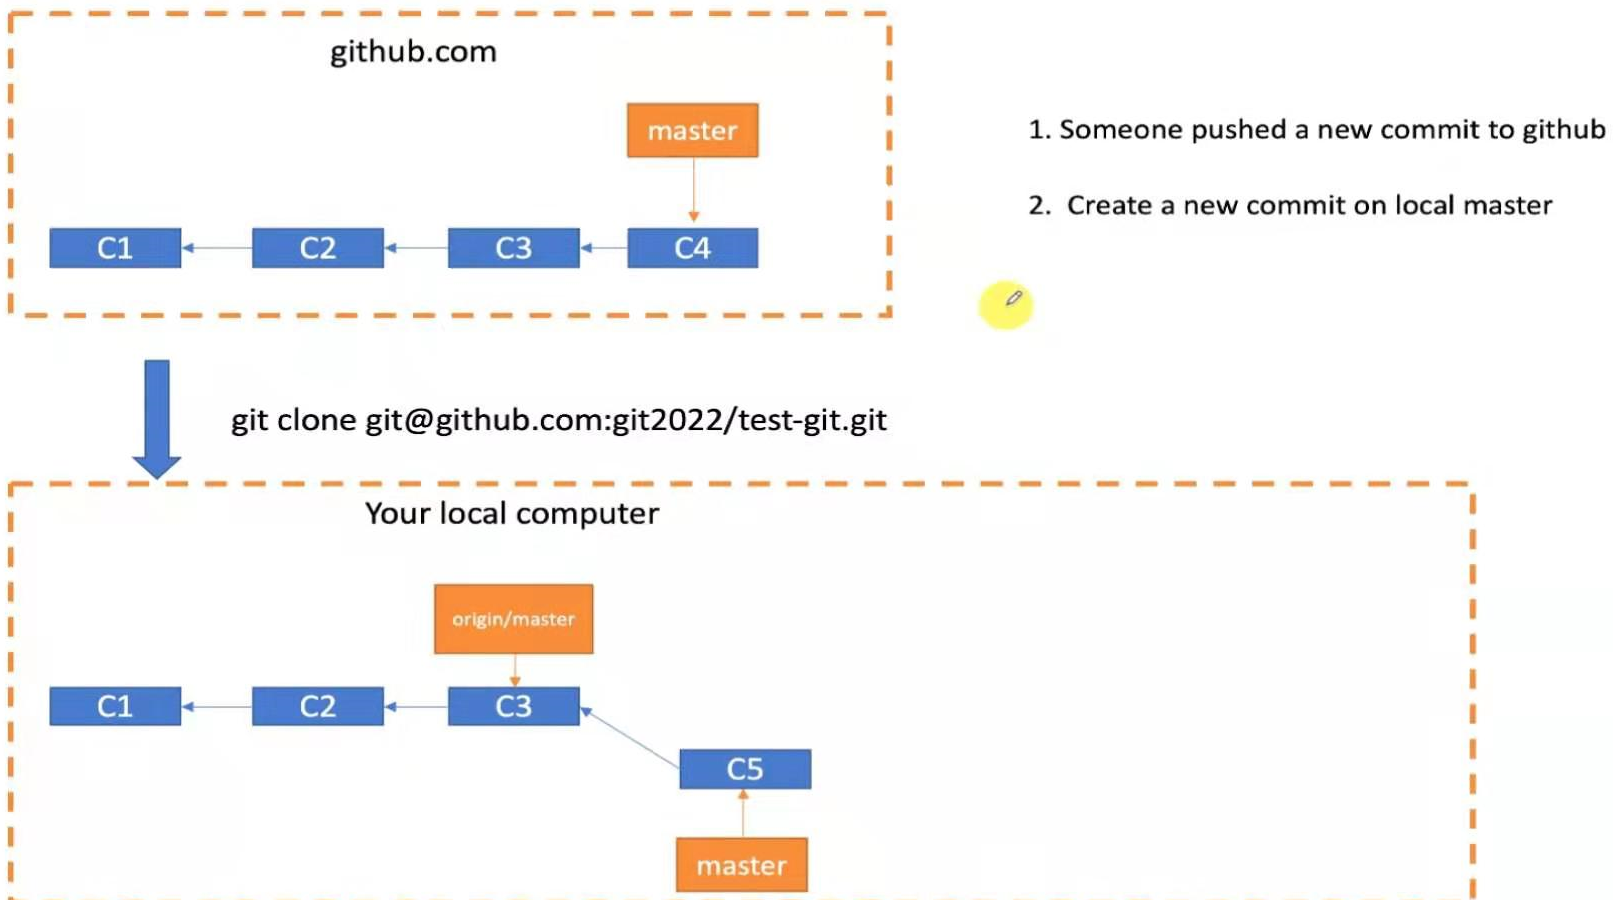 github.com
master
C1
C2
C3
C4
1. Someone pushed a new commit to github
2. Create a new commit on local master
git clone git@github.com:git2022/test-git.git
Your local computer
origin/master
C1
C2
C3
C5
master